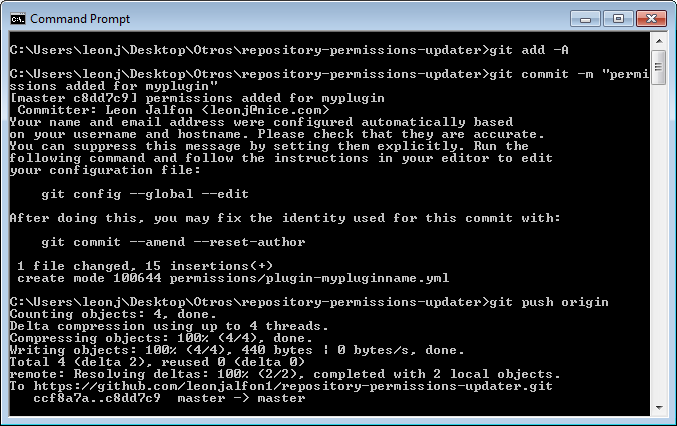 Command Prompt
C:\Users\leonj\Desktop\Otros\repository-permissions-updater>git add -A
C:\Users\leonj\Desktop\Otros\repository-permissions-updater>git commit -m "permi
ssions added for myplugin"
[master c8dd7c9] permissions added for myplugin
 Committer: Leon Jalfon <leonj@nice.com>
Your name and email address were configured automatically based
on your username and hostname. Please check that they are accurate.
You can suppress this message by setting them explicitly. Run the
following command and follow the instructions in your editor to edit
your configuration file:
    git config --global --edit
After doing this, you may fix the identity used for this commit with:
    git commit --amend --reset-author
 1 file changed, 15 insertions(+)
 create mode 100644 permissions/plugin-mypluginname.yml
C:\Users\leonj\Desktop\Otros\repository-permissions-updater>git push origin
Counting objects: 4, done.
Delta compression using up to 4 threads.
Compressing objects: 100% (4/4), done.
Writing objects: 100% (4/4), 440 bytes ¦ 0 bytes/s, done.
Total 4 (delta 2), reused 0 (delta 0)
remote: Resolving deltas: 100% (2/2), completed with 2 local objects.
To https://github.com/leonjalfon1/repository-permissions-updater.git
   ccf8a7a..c8dd7c9  master -> master